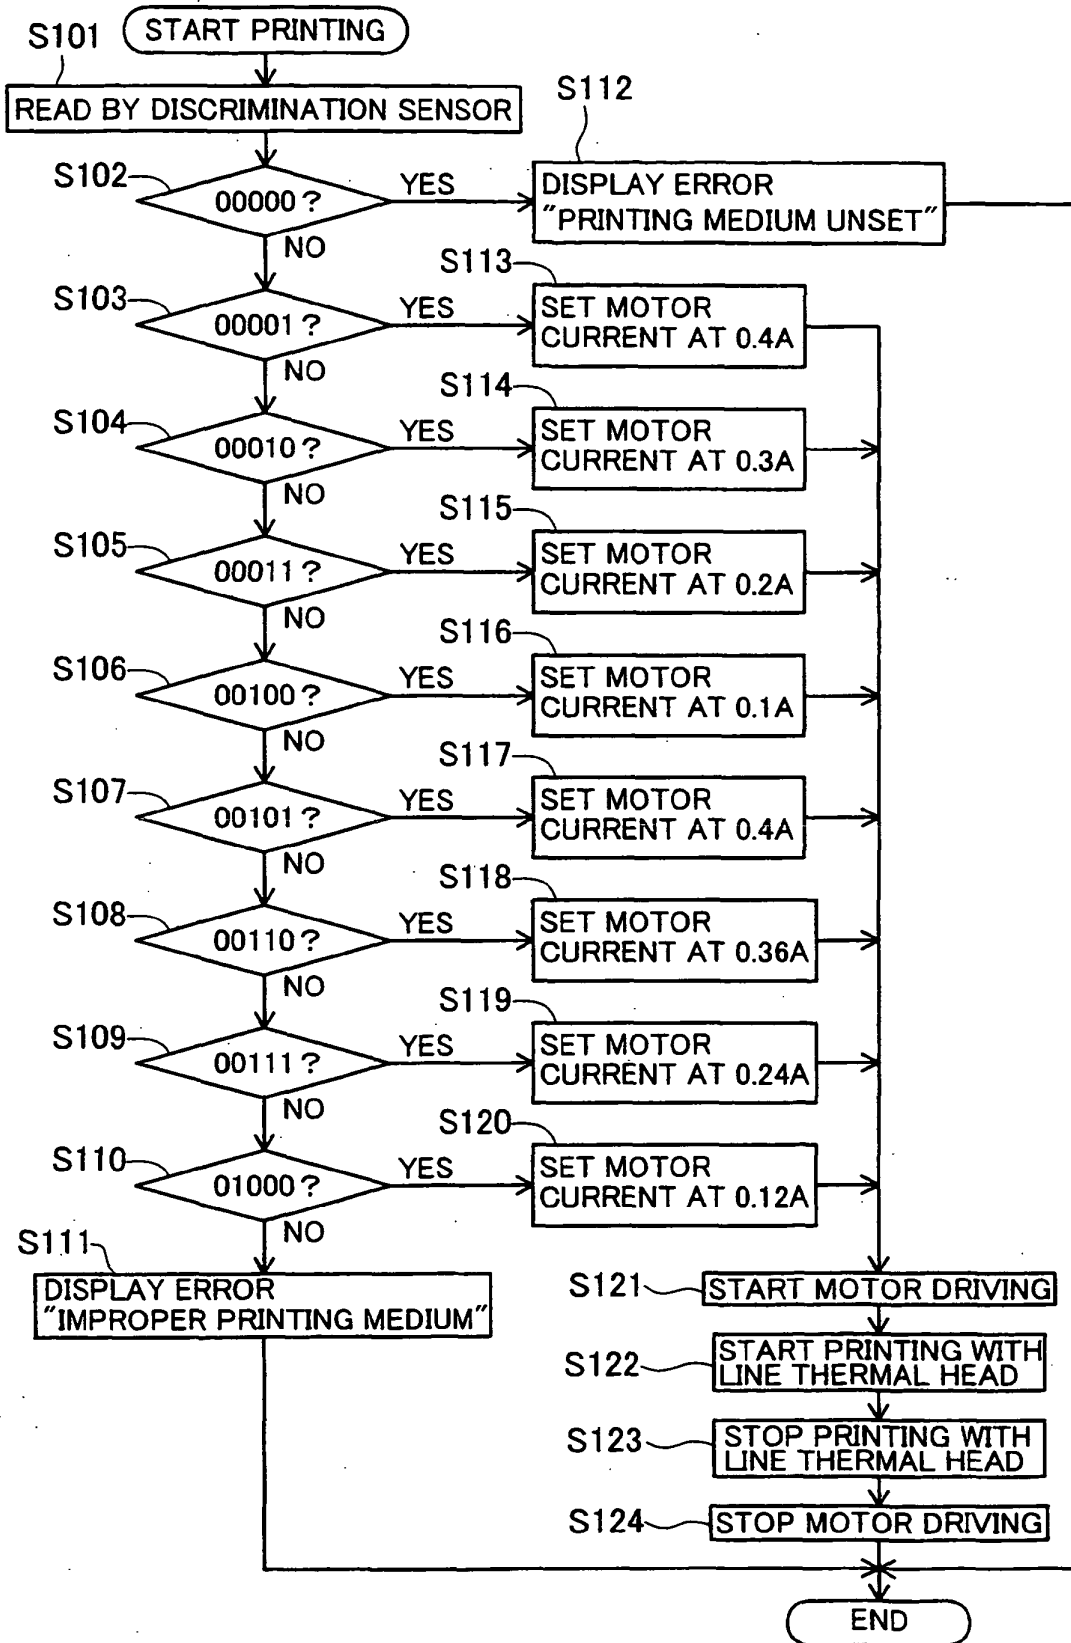 START PRINTING
S101
READ BY DISCRIMINATION SENSOR
S112
S102
00000?
YES
DISPLAY ERROR
"PRINTING MEDIUM UNSET"
NO
S113
S103
00001?
YES
SET MOTOR
CURRENT AT 0.4A
NO
S114
S104
00010?
YES
SET MOTOR
CURRENT AT 0.3A
NO
S115
S105
00011?
YES
SET MOTOR
CURRENT AT 0.2A
NO
S116
S106
00100?
YES
SET MOTOR
CURRENT AT 0.1A
NO
S117
S107
00101?
YES
SET MOTOR
CURRENT AT 0.4A
NO
S118
S108
00110?
YES
SET MOTOR
CURRENT AT 0.36A
NO
S119
S109
00111?
YES
SET MOTOR
CURRENT AT 0.24A
NO
S120
S110
01000?
YES
SET MOTOR
CURRENT AT 0.12A
NO
S111
DISPLAY ERROR
"IMPROPER PRINTING MEDIUM"
S121
START MOTOR DRIVING
S122
START PRINTING WITH
LINE THERMAL HEAD
S123
STOP PRINTING WITH
LINE THERMAL HEAD
S124
STOP MOTOR DRIVING
END